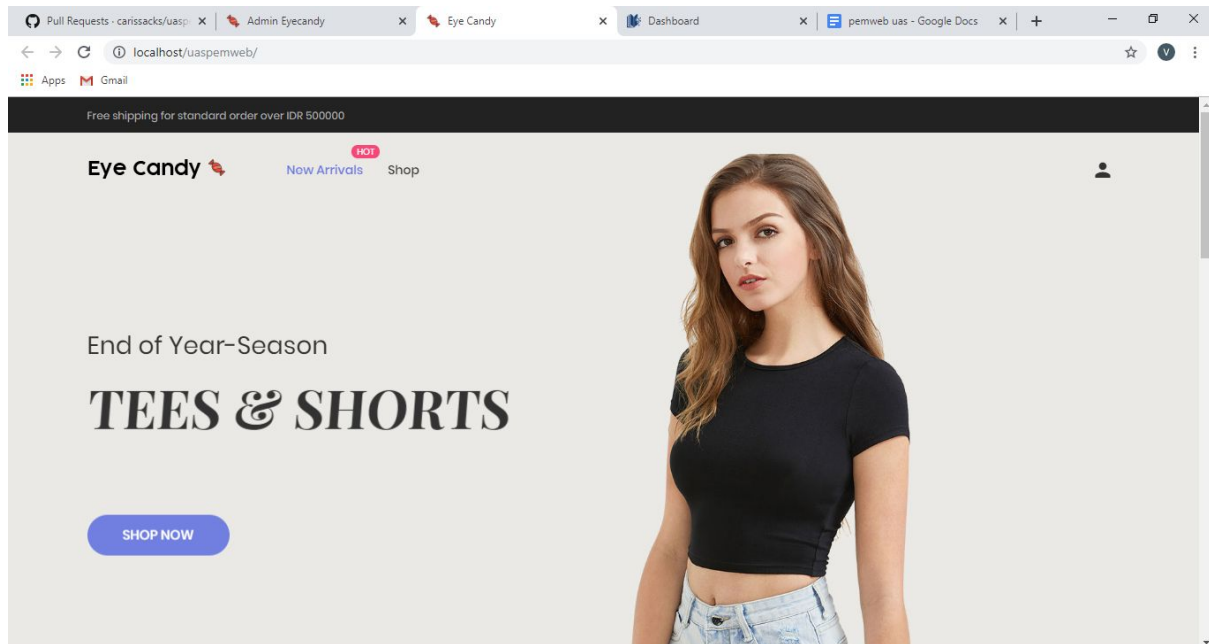 Pull Requests · carissacks/uasp
Admin Eyecandy
Eye Candy
Dashboard
pemweb uas - Google Docs
localhost/uaspemweb/
V
Apps
Gmail
Free shipping for standard order over IDR 500000
HOT
Eye Candy
New Arrivals
Shop
End of Year-Season
TEES & SHORTS
SHOP NOW